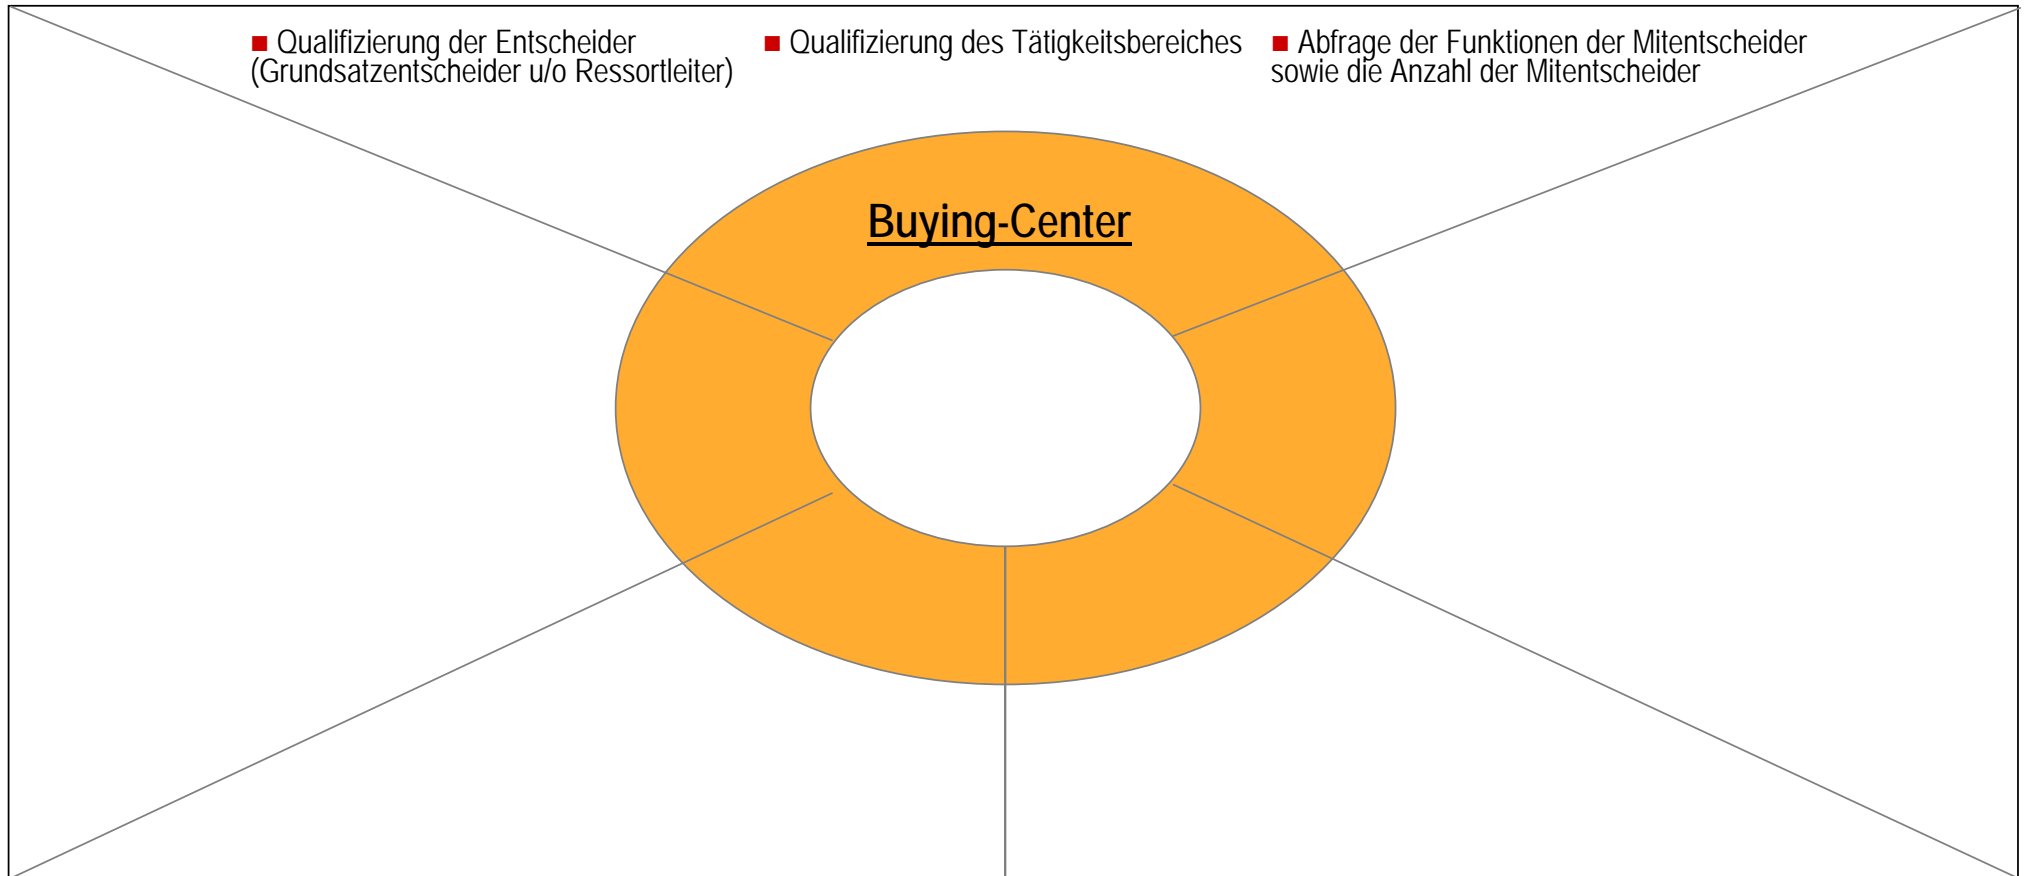 ■ Qualifizierung der Entscheider
(Grundsatzentscheider u/o Ressortleiter)
■ Qualifizierung des Tätigkeitsbereiches
■ Abfrage der Funktionen der Mitentscheider
sowie die Anzahl der Mitentscheider
Buying-Center